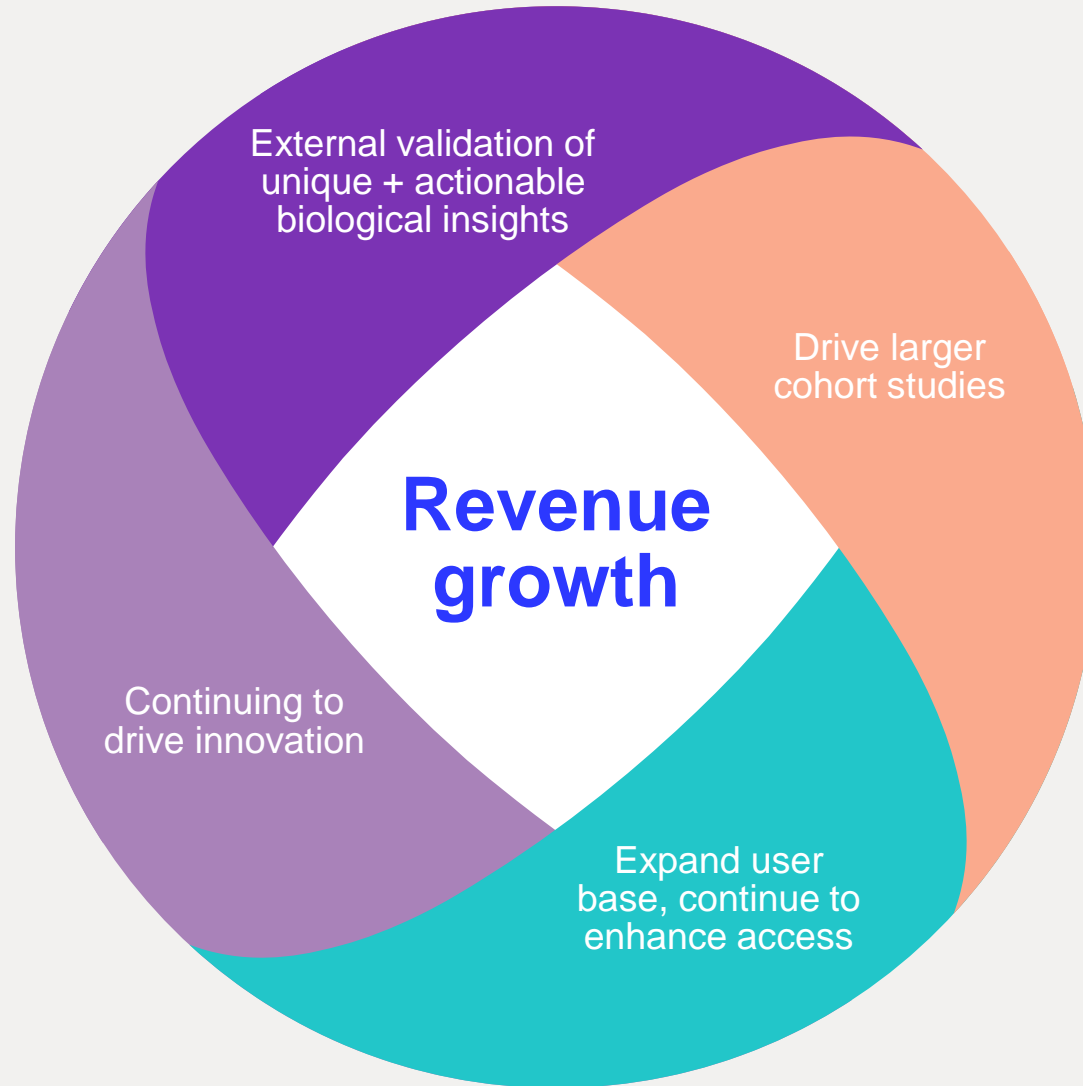 External validation of
unique + actionable
biological insights
Drive larger
cohort studies
Revenue
growth
Continuing to
drive innovation
Expand user
base, continue to
enhance access